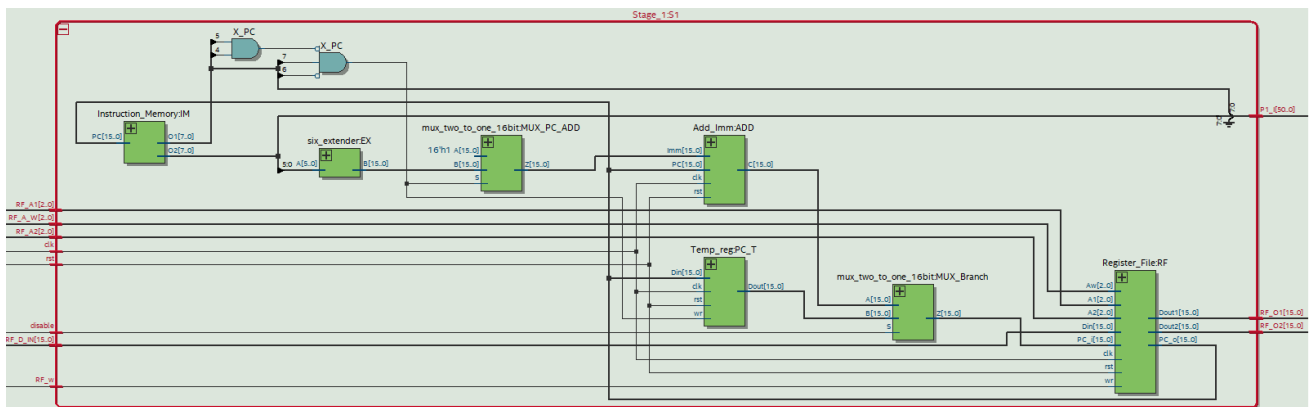 Stage_1:S1
X_PC
5
4
X_PC
7
6
7:0
7:0
P1_I[50..0]
Instruction_Memory:IM
PC[15..0]
O1[7..0]
O2[7..0]
six_extender:EX
5:0
A[5..0]
B[15..0]
mux_two_to_one_16bit:MUX_PC_ADD
16'h1
A[15..0]
B[15..0]
S
Z[15..0]
Add_Imm:ADD
Imm[15..0]
PC[15..0]
clk
rst
C[15..0]
RF_A1[2..0]
RF_A_W[2..0]
RF_A2[2..0]
clk
rst
Temp_reg:PC_T
Din[15..0]
clk
rst
wr
Dout[15..0]
mux_two_to_one_16bit:MUX_Branch
A[15..0]
B[15..0]
S
Z[15..0]
Register_File:RF
Aw[2..0]
A1[2..0]
A2[2..0]
Din[15..0]
PC_i[15..0]
clk
rst
wr
Dout1[15..0]
Dout2[15..0]
PC_o[15..0]
RF_O1[15..0]
RF_O2[15..0]
disable
RF_D_IN[15..0]
RF_w